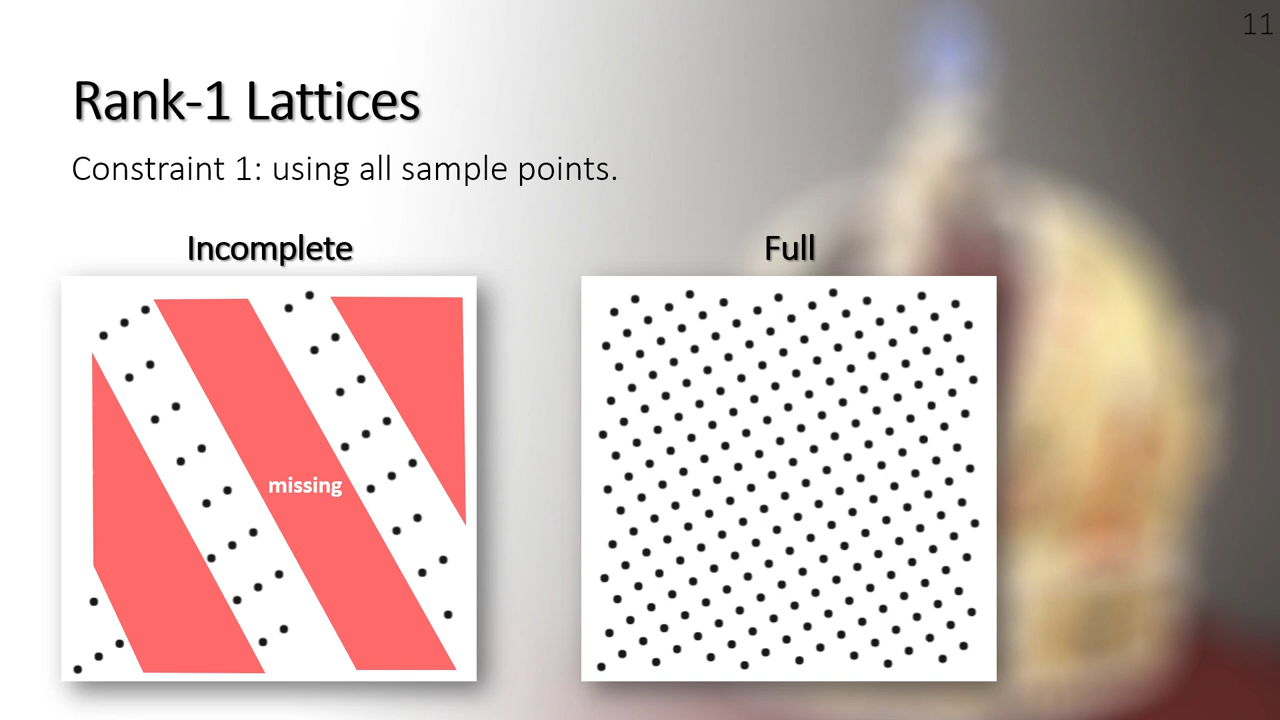 11
Rank-1 Lattices
Constraint 1: using all sample points.
Incomplete
Full
missing